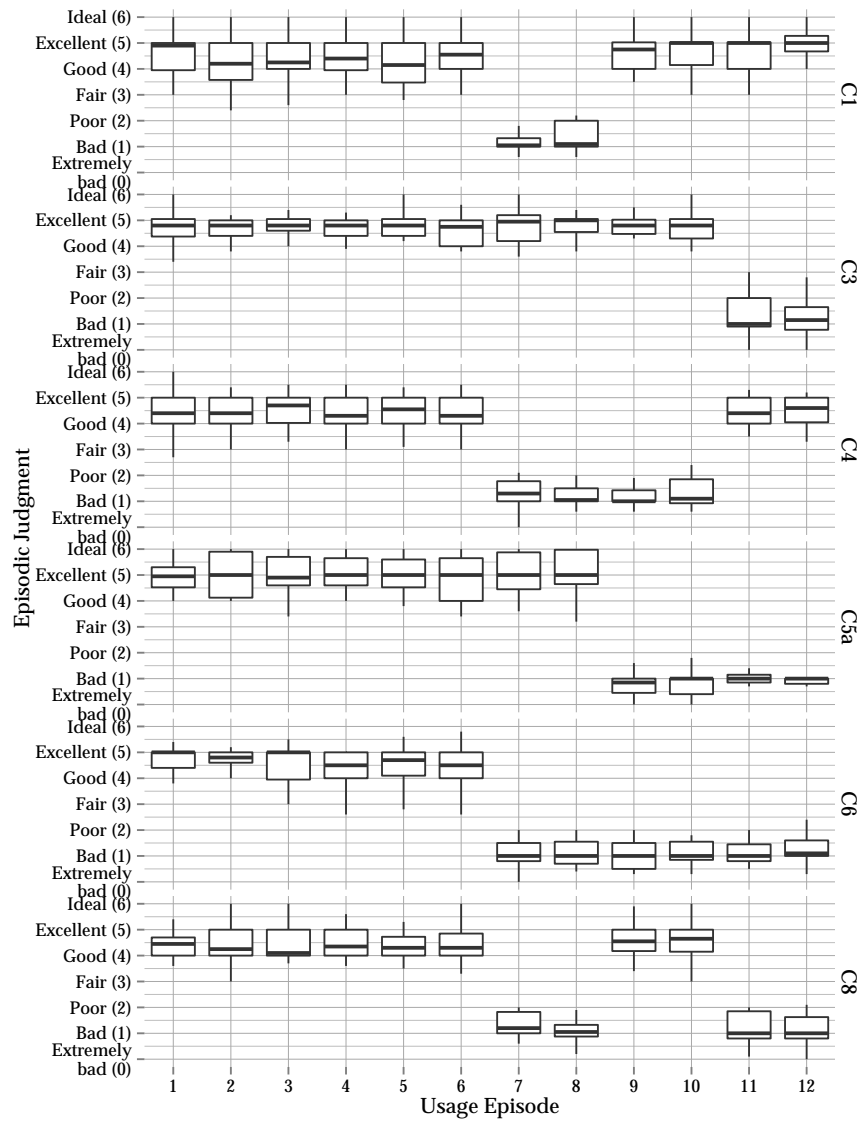 Ideal (6)
Excellent (5)
Good (4)
Fair (3)
Poor (2)
Bad (1)
Extremely
bad (0)
C1
Ideal (6)
Excellent (5)
Good (4)
Fair (3)
Poor (2)
Bad (1)
Extremely
bad (0)
C3
Ideal (6)
Excellent (5)
Good (4)
Fair (3)
Poor (2)
Bad (1)
Extremely
bad (0)
C4
Episodic Judgment
Ideal (6)
Excellent (5)
Good (4)
Fair (3)
Poor (2)
Bad (1)
Extremely
bad (0)
C5a
Ideal (6)
Excellent (5)
Good (4)
Fair (3)
Poor (2)
Bad (1)
Extremely
bad (0)
C6
Ideal (6)
Excellent (5)
Good (4)
Fair (3)
Poor (2)
Bad (1)
Extremely
bad (0)
C8
1 2 3 4 5 6 7 8 9 10 11 12
Usage Episode